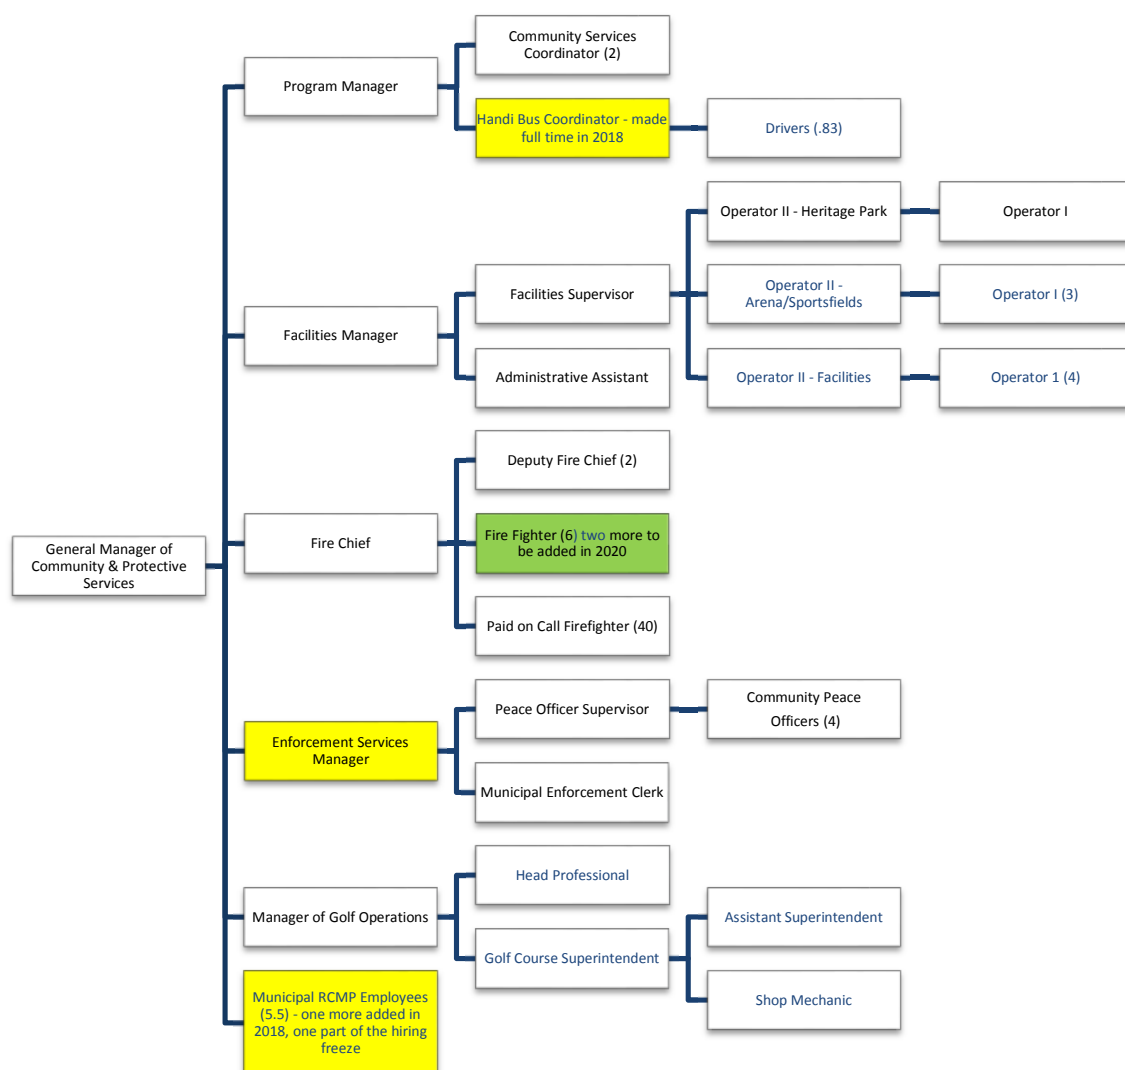 Community Services
Coordinator (2)
Program Manager
Handi Bus Coordinator - made
full time in 2018
Drivers (.83)
Operator II - Heritage Park
Operator I
Facilities Supervisor
Operator II -
Arena/Sportsfields
Operator I (3)
Facilities Manager
Administrative Assistant
Operator II - Facilities
Operator 1 (4)
Deputy Fire Chief (2)
General Manager of
Community & Protective
Services
Fire Chief
Fire Fighter (6) two more to
be added in 2020
Paid on Call Firefighter (40)
Peace Officer Supervisor
Community Peace
Officers (4)
Enforcement Services
Manager
Municipal Enforcement Clerk
Head Professional
Manager of Golf Operations
Assistant Superintendent
Golf Course Superintendent
Shop Mechanic
Municipal RCMP Employees
(5.5) - one more added in
2018, one part of the hiring
freeze